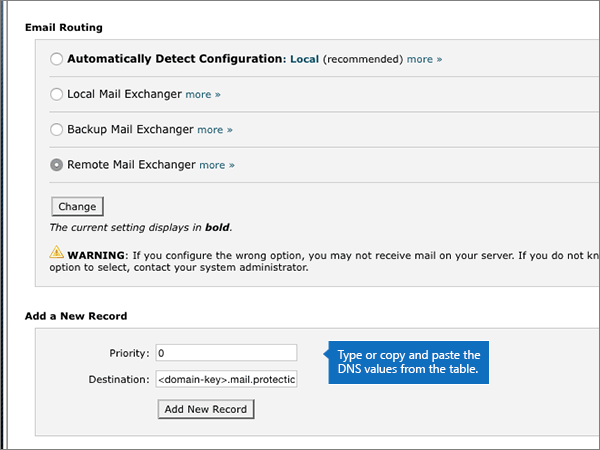 Email Routing
Automatically Detect Configuration: Local (recommended) more »
Local Mail Exchanger more »
Backup Mail Exchanger more »
Remote Mail Exchanger more »
Change
The current setting displays in bold.
WARNING: If you configure the wrong option, you may not receive mail on your server. If you do not kn
option to select, contact your system administrator.
Add a New Record
Priority: 0
Type or copy and paste the
DNS values from the table.
Destination: <domain-key>.mail.protectic
Add New Record